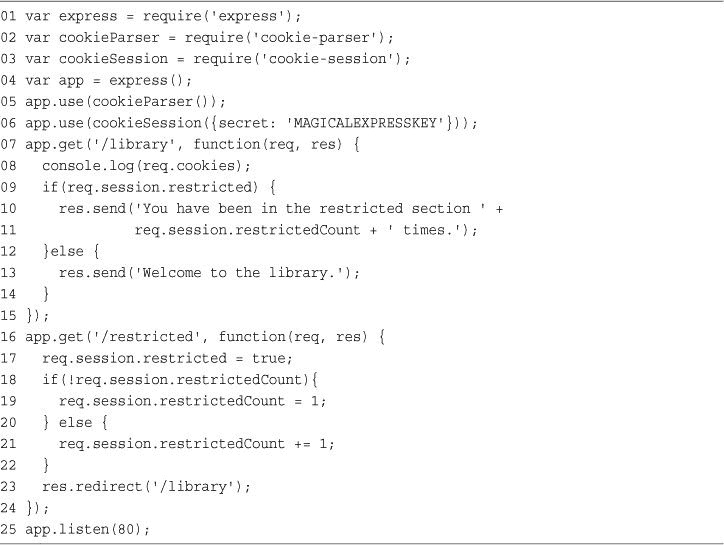 01 var express = require('express');
02 var cookieParser = require('cookie-parser');
03 var cookieSession = require('cookie-session');
04 var app = express();
05 app.use(cookieParser());
06 app.use(cookieSession({secret: 'MAGICALEXPRESSKEY'}));
07 app.get('/library', function(req, res) {
08   console.log(req.cookies);
09   if(req.session.restricted) {
10     res.send('You have been in the restricted section ' +
11              req.session.restrictedCount + ' times.');
12   }else {
13     res.send('Welcome to the library.');
14   }
15 });
16 app.get('/restricted', function(req, res) {
17   req.session.restricted = true;
18   if(!req.session.restrictedCount){
19     req.session.restrictedCount = 1;
20   } else {
21     req.session.restrictedCount += 1;
22   }
23   res.redirect('/library');
24 });
25 app.listen(80);